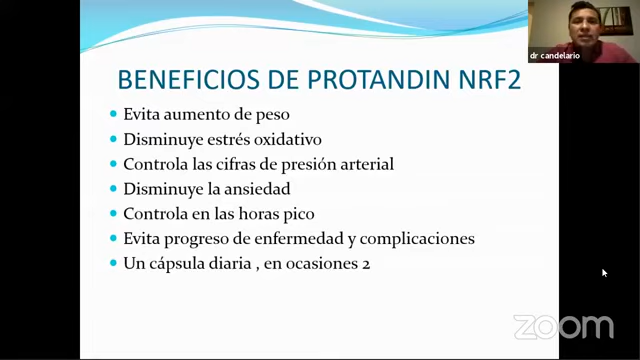 dr candelario
BENEFICIOS DE PROTANDIN NRF2
Evita aumento de peso
Disminuye estrés oxidativo
Controla las cifras de presión arterial
Disminuye la ansiedad
Controla en las horas pico
Evita progreso de enfermedad y complicaciones
Un cápsula diaria , en ocasiones 2
zoom